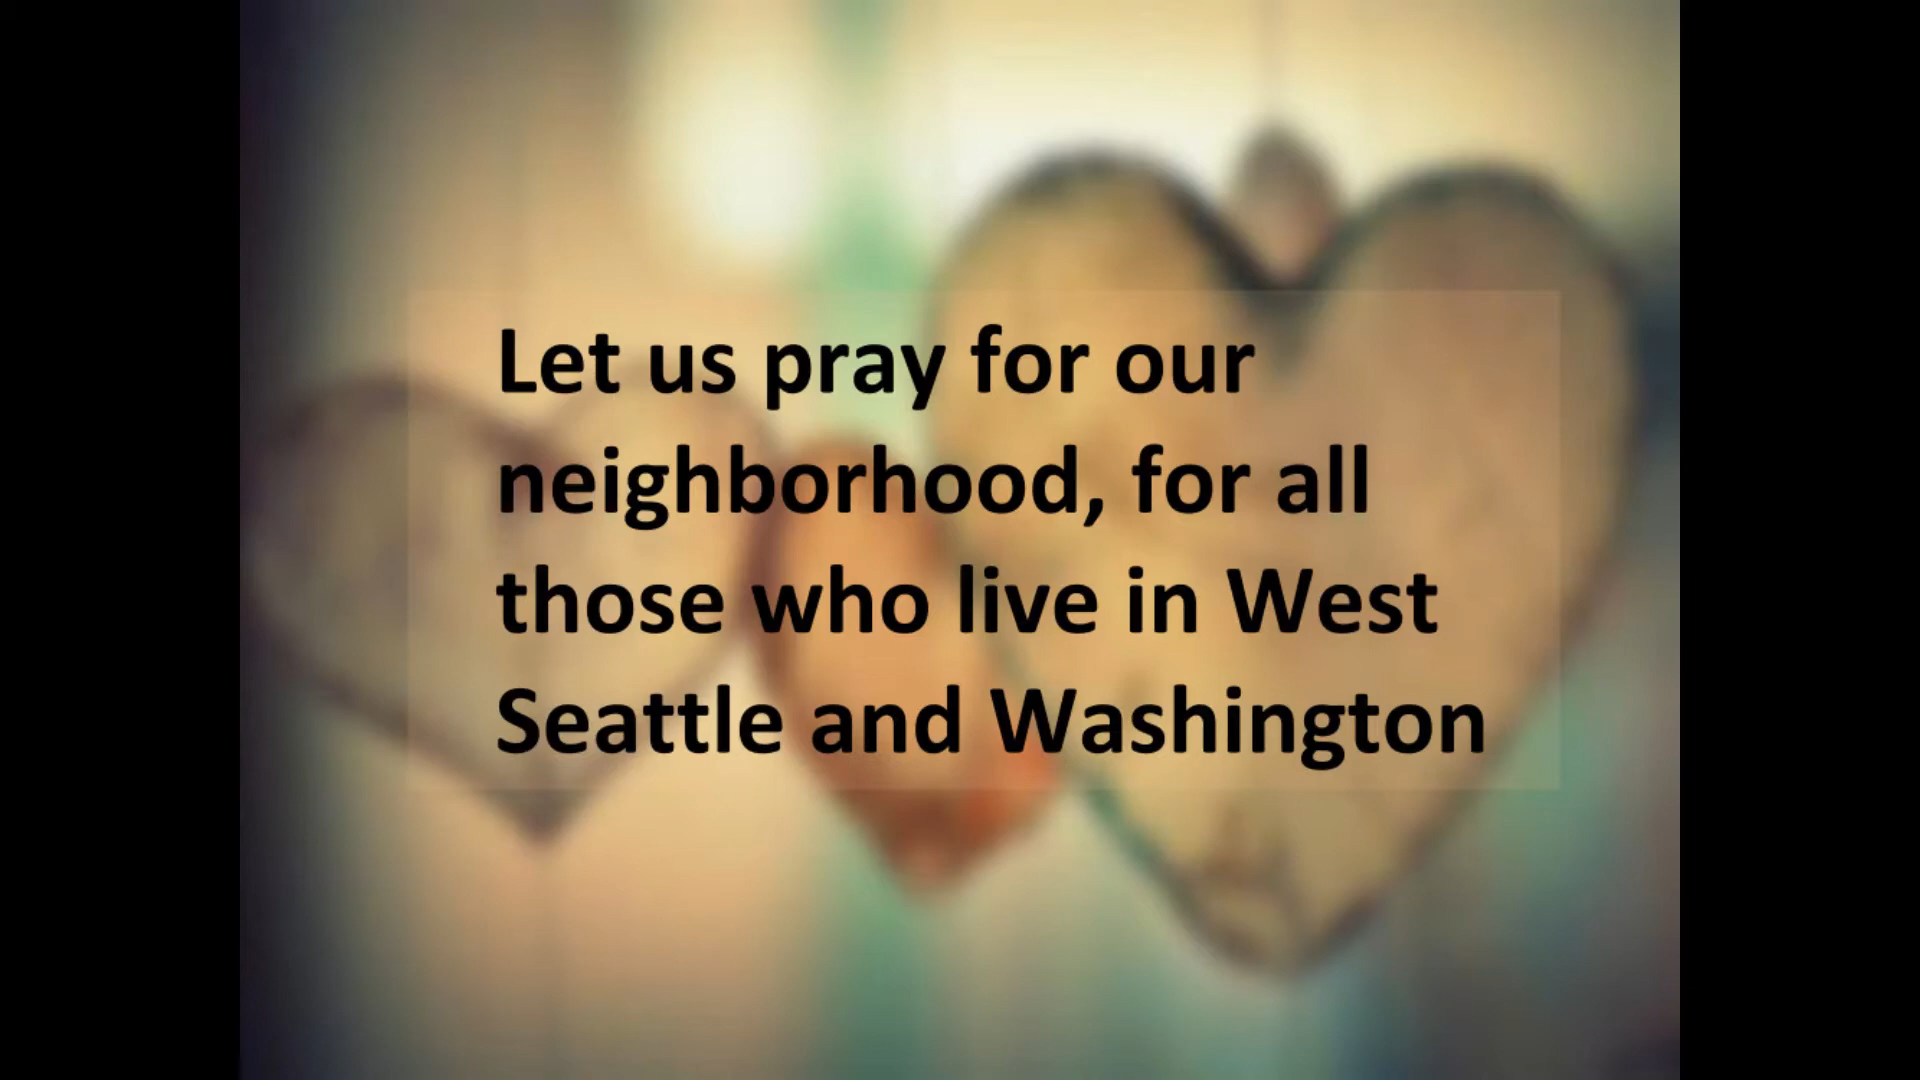 Let us pray for our
neighborhood, for all
those who live in West
Seattle and Washington